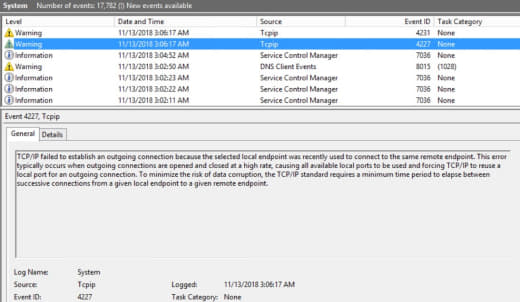 System Number of events: 17,782 (!) New events available
Level Date and Time Source Event ID Task Category
Warning 11/13/2018 3:06:17 AM Tcpip 4231 None
Warning 11/13/2018 3:06:17 AM Tcpip 4227 None
Information 11/13/2018 3:04:52 AM Service Control Manager 7036 None
Warning 11/13/2018 3:02:50 AM DNS Client Events 8015 (1028)
Information 11/13/2018 3:02:23 AM Service Control Manager 7036 None
Information 11/13/2018 3:02:22 AM Service Control Manager 7036 None
Information 11/13/2018 3:02:11 AM Service Control Manager 7036 None
Event 4227, Tcpip
General Details
TCP/IP failed to establish an outgoing connection because the selected local endpoint was recently used to connect to the same remote endpoint. This error
typically occurs when outgoing connections are opened and closed at a high rate, causing all available local ports to be used and forcing TCP/IP to reuse a
local port for an outgoing connection. To minimize the risk of data corruption, the TCP/IP standard requires a minimum time period to elapse between
successive connections from a given local endpoint to a given remote endpoint.
Log Name: System
Source: Tcpip Logged: 11/13/2018 3:06:17 AM
Event ID: 4227 Task Category: None